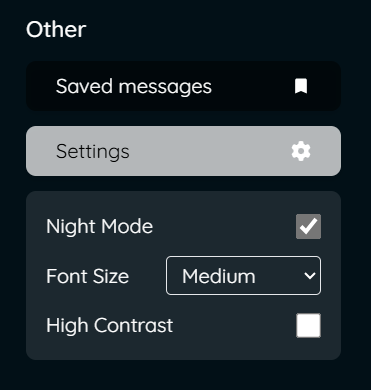 Other
Saved messages
Settings
Night Mode
Font Size Medium
High Contrast